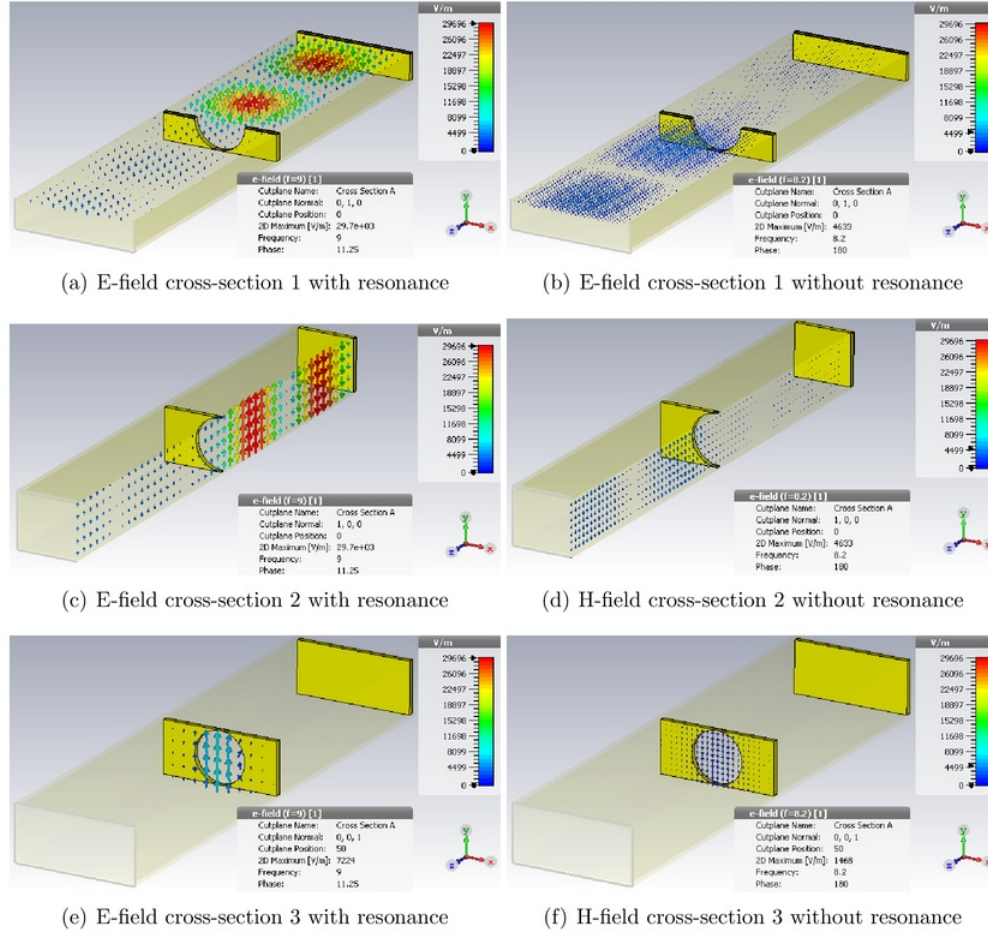 V/m
29696
26096
22497
18897
15298
11698
8099
4499
0
e-field (f=9) [1]
Cutplane Name: Cross Section A
Cutplane Normal: 0, 1, 0
Cutplane Position: 0
2D Maximum [V/m]: 29.7e+03
Frequency: 9
Phase: 11.25
y
z
x
(a) E-field cross-section 1 with resonance
V/m
29696
26096
22497
18897
15298
11698
8099
4499
0
e-field (f=8.2) [1]
Cutplane Name: Cross Section A
Cutplane Normal: 0, 1, 0
Cutplane Position: 0
2D Maximum [V/m]: 4633
Frequency: 8.2
Phase: 180
y
z
x
(b) E-field cross-section 1 without resonance
V/m
29696
26096
22497
18897
15298
11698
8099
4499
0
e-field (f=9) [1]
Cutplane Name: Cross Section A
Cutplane Normal: 1, 0, 0
Cutplane Position: 0
2D Maximum [V/m]: 29.7e+03
Frequency: 9
Phase: 11.25
y
z
x
(c) E-field cross-section 2 with resonance
V/m
29696
26096
22497
18897
15298
11698
8099
4499
0
e-field (f=8.2) [1]
Cutplane Name: Cross Section A
Cutplane Normal: 1, 0, 0
Cutplane Position: 0
2D Maximum [V/m]: 4633
Frequency: 8.2
Phase: 180
y
z
x
(d) H-field cross-section 2 without resonance
V/m
29696
26096
22497
18897
15298
11698
8099
4499
0
e-field (f=9) [1]
Cutplane Name: Cross Section A
Cutplane Normal: 0, 0, 1
Cutplane Position: 50
2D Maximum [V/m]: 7224
Frequency: 9
Phase: 11.25
y
z
x
(e) E-field cross-section 3 with resonance
V/m
29696
26096
22497
18897
15298
11698
8099
4499
0
e-field (f=8.2) [1]
Cutplane Name: Cross Section A
Cutplane Normal: 0, 0, 1
Cutplane Position: 50
2D Maximum [V/m]: 1468
Frequency: 8.2
Phase: 180
y
z
x
(f) H-field cross-section 3 without resonance